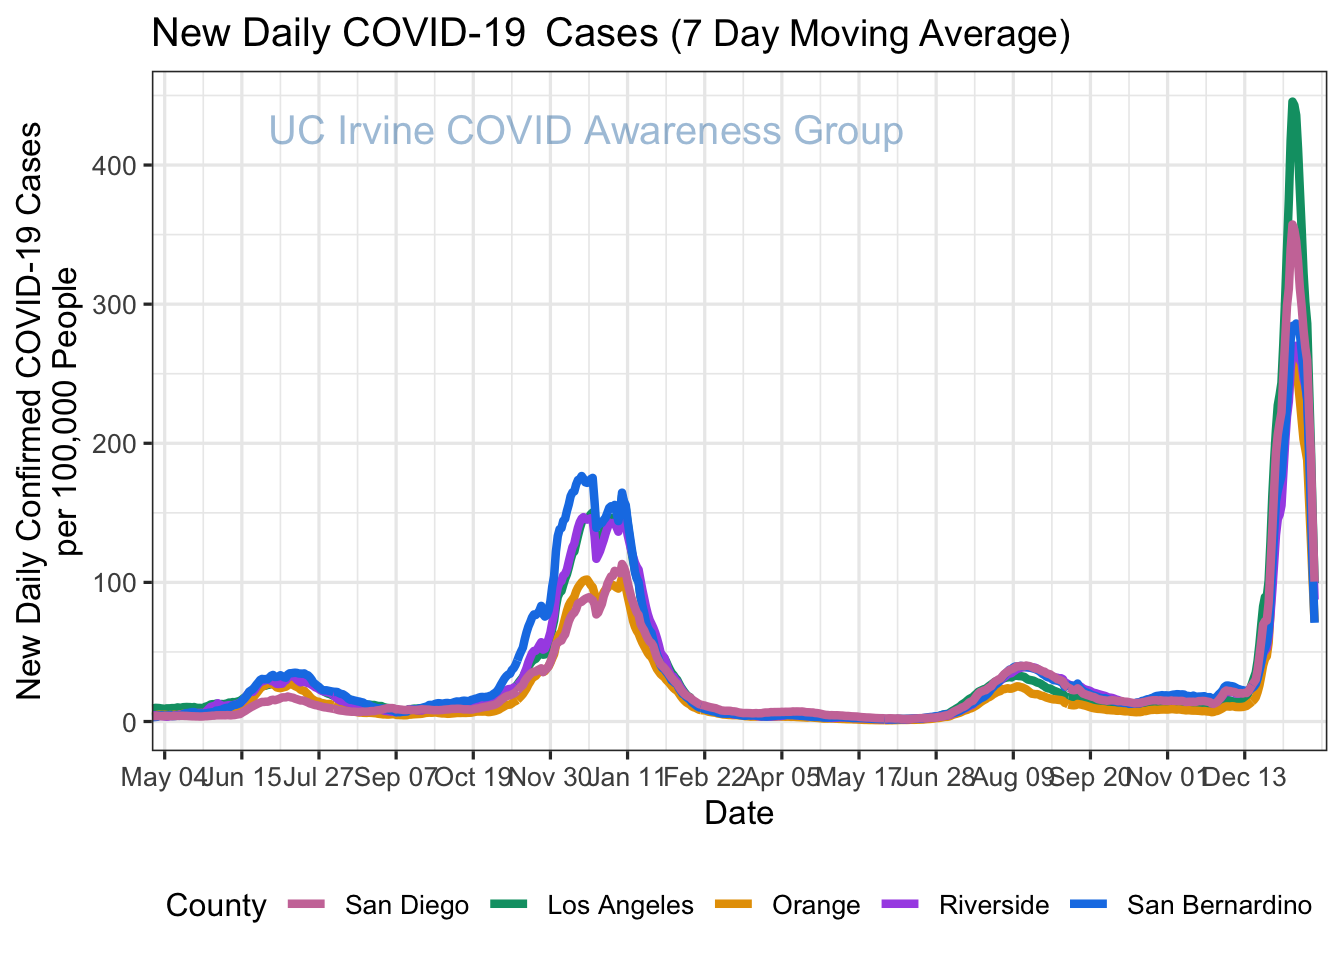 New Daily COVID-19  Cases (7 Day Moving Average)
UC Irvine COVID Awareness Group
New Daily Confirmed COVID-19 Cases
per 100,000 People
400
300
200
100
0
May 04 Jun 15 Jul 27 Sep 07 Oct 19 Nov 30 Jan 11 Feb 22 Apr 05 May 17 Jun 28 Aug 09 Sep 20 Nov 01 Dec 13
Date
County San Diego Los Angeles Orange Riverside San Bernardino